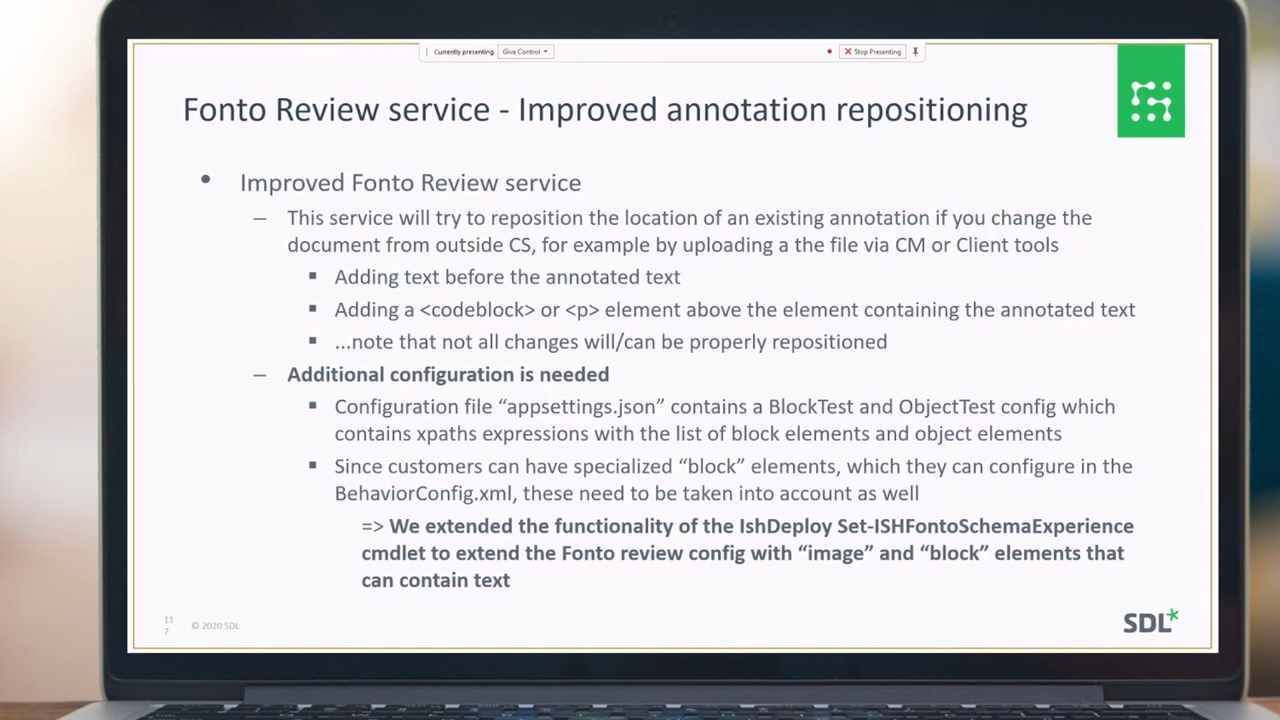 Currently presenting Give Control Stop Presenting
Fonto Review service - Improved annotation repositioning
• Improved Fonto Review service
– This service will try to reposition the location of an existing annotation if you change the
document from outside CS, for example by uploading a the file via CM or Client tools
▪ Adding text before the annotated text
▪ Adding a <codeblock> or <p> element above the element containing the annotated text
▪ ...note that not all changes will/can be properly repositioned
– Additional configuration is needed
▪ Configuration file “appsettings.json” contains a BlockTest and ObjectTest config which
contains xpaths expressions with the list of block elements and object elements
▪ Since customers can have specialized “block” elements, which they can configure in the
BehaviorConfig.xml, these need to be taken into account as well
=> We extended the functionality of the IshDeploy Set-ISHFontoSchemaExperience
cmdlet to extend the Fonto review config with “image” and “block” elements that
can contain text
11
7
© 2020 SDL
SDL*